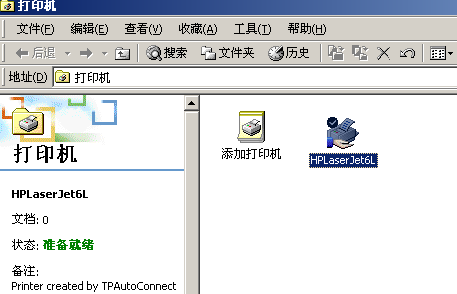 打印机
文件(F) 编辑(E) 查看(V) 收藏(A) 工具(T) 帮助(H)
后退 搜索 文件夹 历史
地址(D) 打印机
打印机
HPLaserJet6L
文档: 0
状态: 准备就绪
备注:
Printer created by TPAutoConnect
添加打印机
HPLaserJet6L